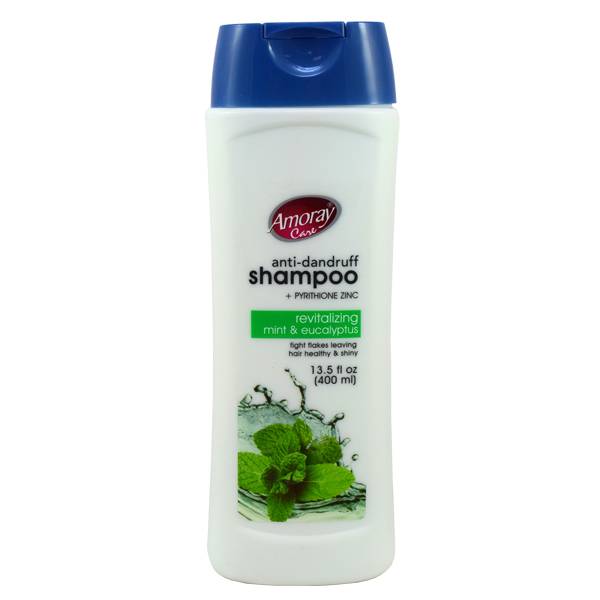 Amoray
Care
anti-dandruff
shampoo
+ PYRITHIONE ZINC
revitalizing
mint & eucalyptus
fight flakes leaving
hair healthy & shiny
13.5 fl oz
(400 ml)